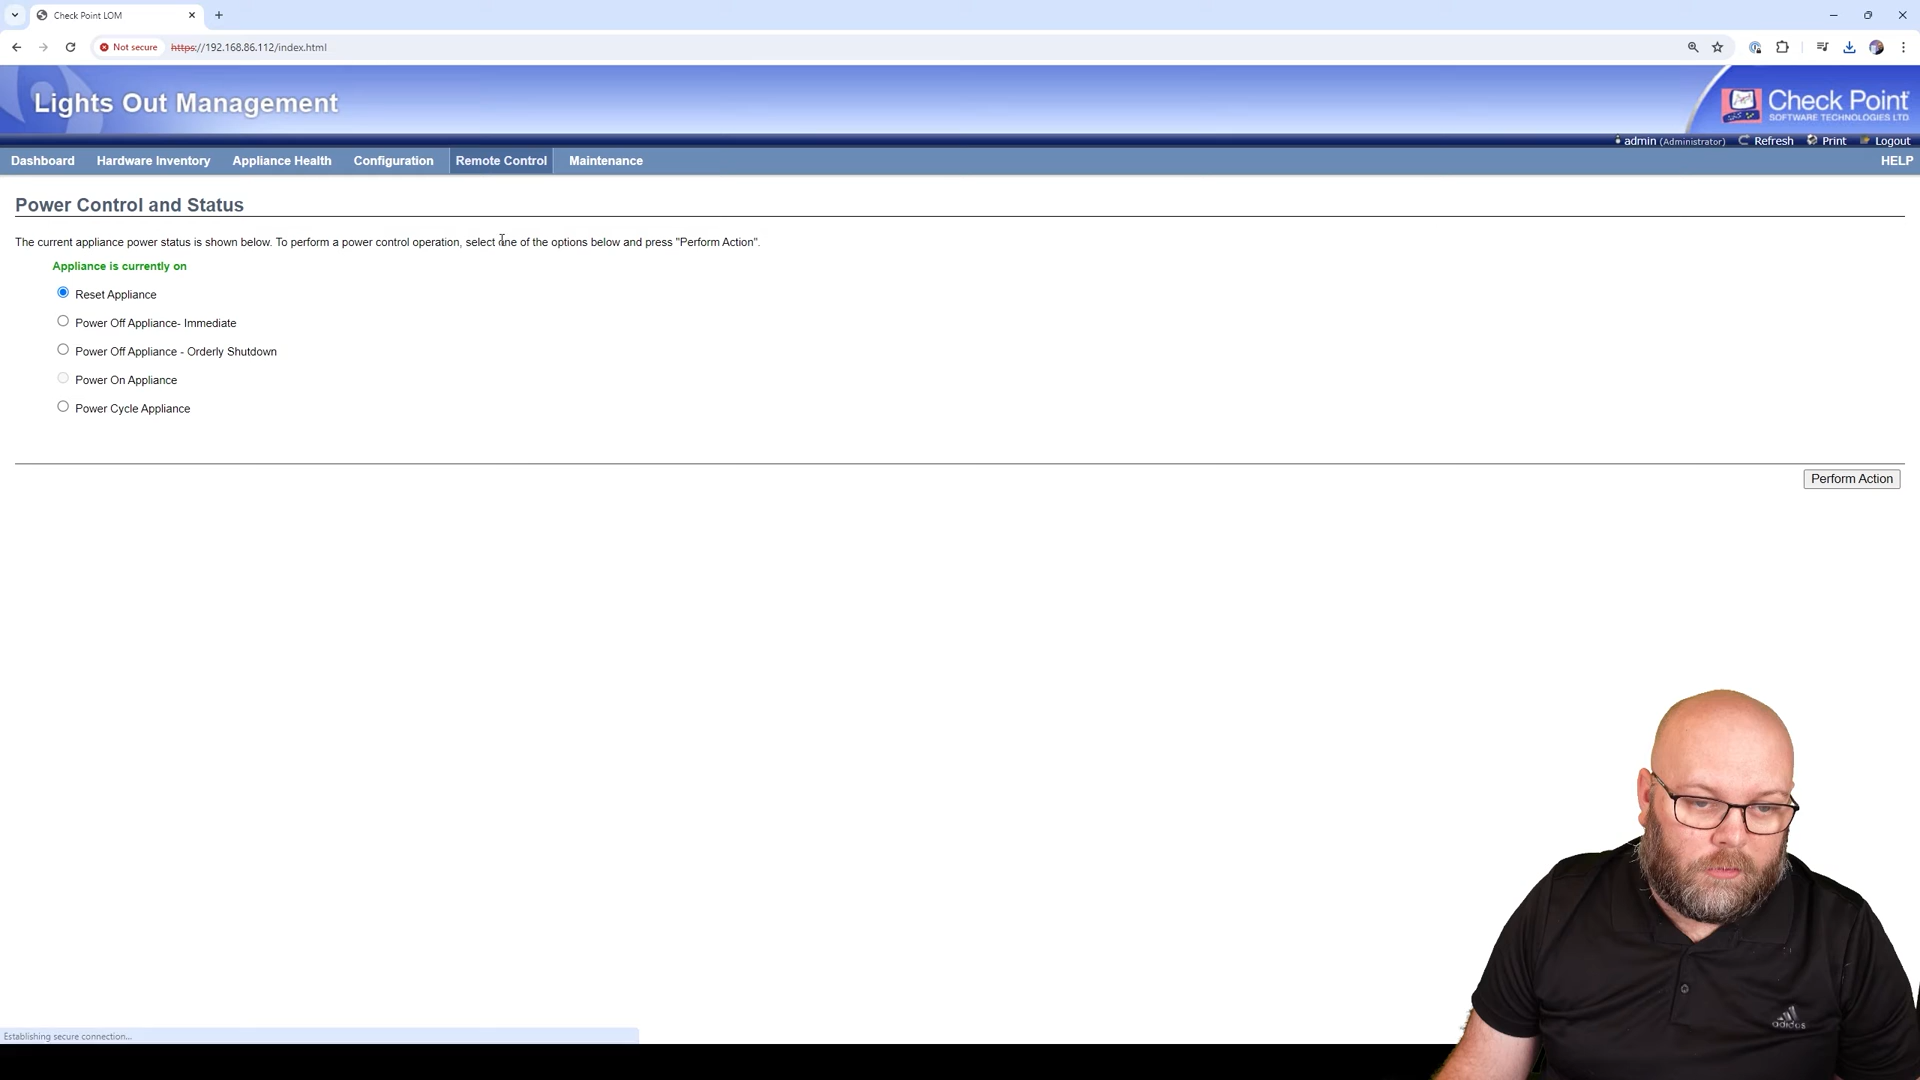 Check Point LOM
Not secure
https://192.168.86.112/index.html
Lights Out Management
Check Point
SOFTWARE TECHNOLOGIES LTD
admin (Administrator) Refresh Print Logout
Dashboard Hardware Inventory Appliance Health Configuration Remote Control Maintenance HELP
Power Control and Status
The current appliance power status is shown below. To perform a power control operation, select one of the options below and press "Perform Action".
Appliance is currently on
Reset Appliance
Power Off Appliance- Immediate
Power Off Appliance - Orderly Shutdown
Power On Appliance
Power Cycle Appliance
Perform Action
adidas
Establishing secure connection...